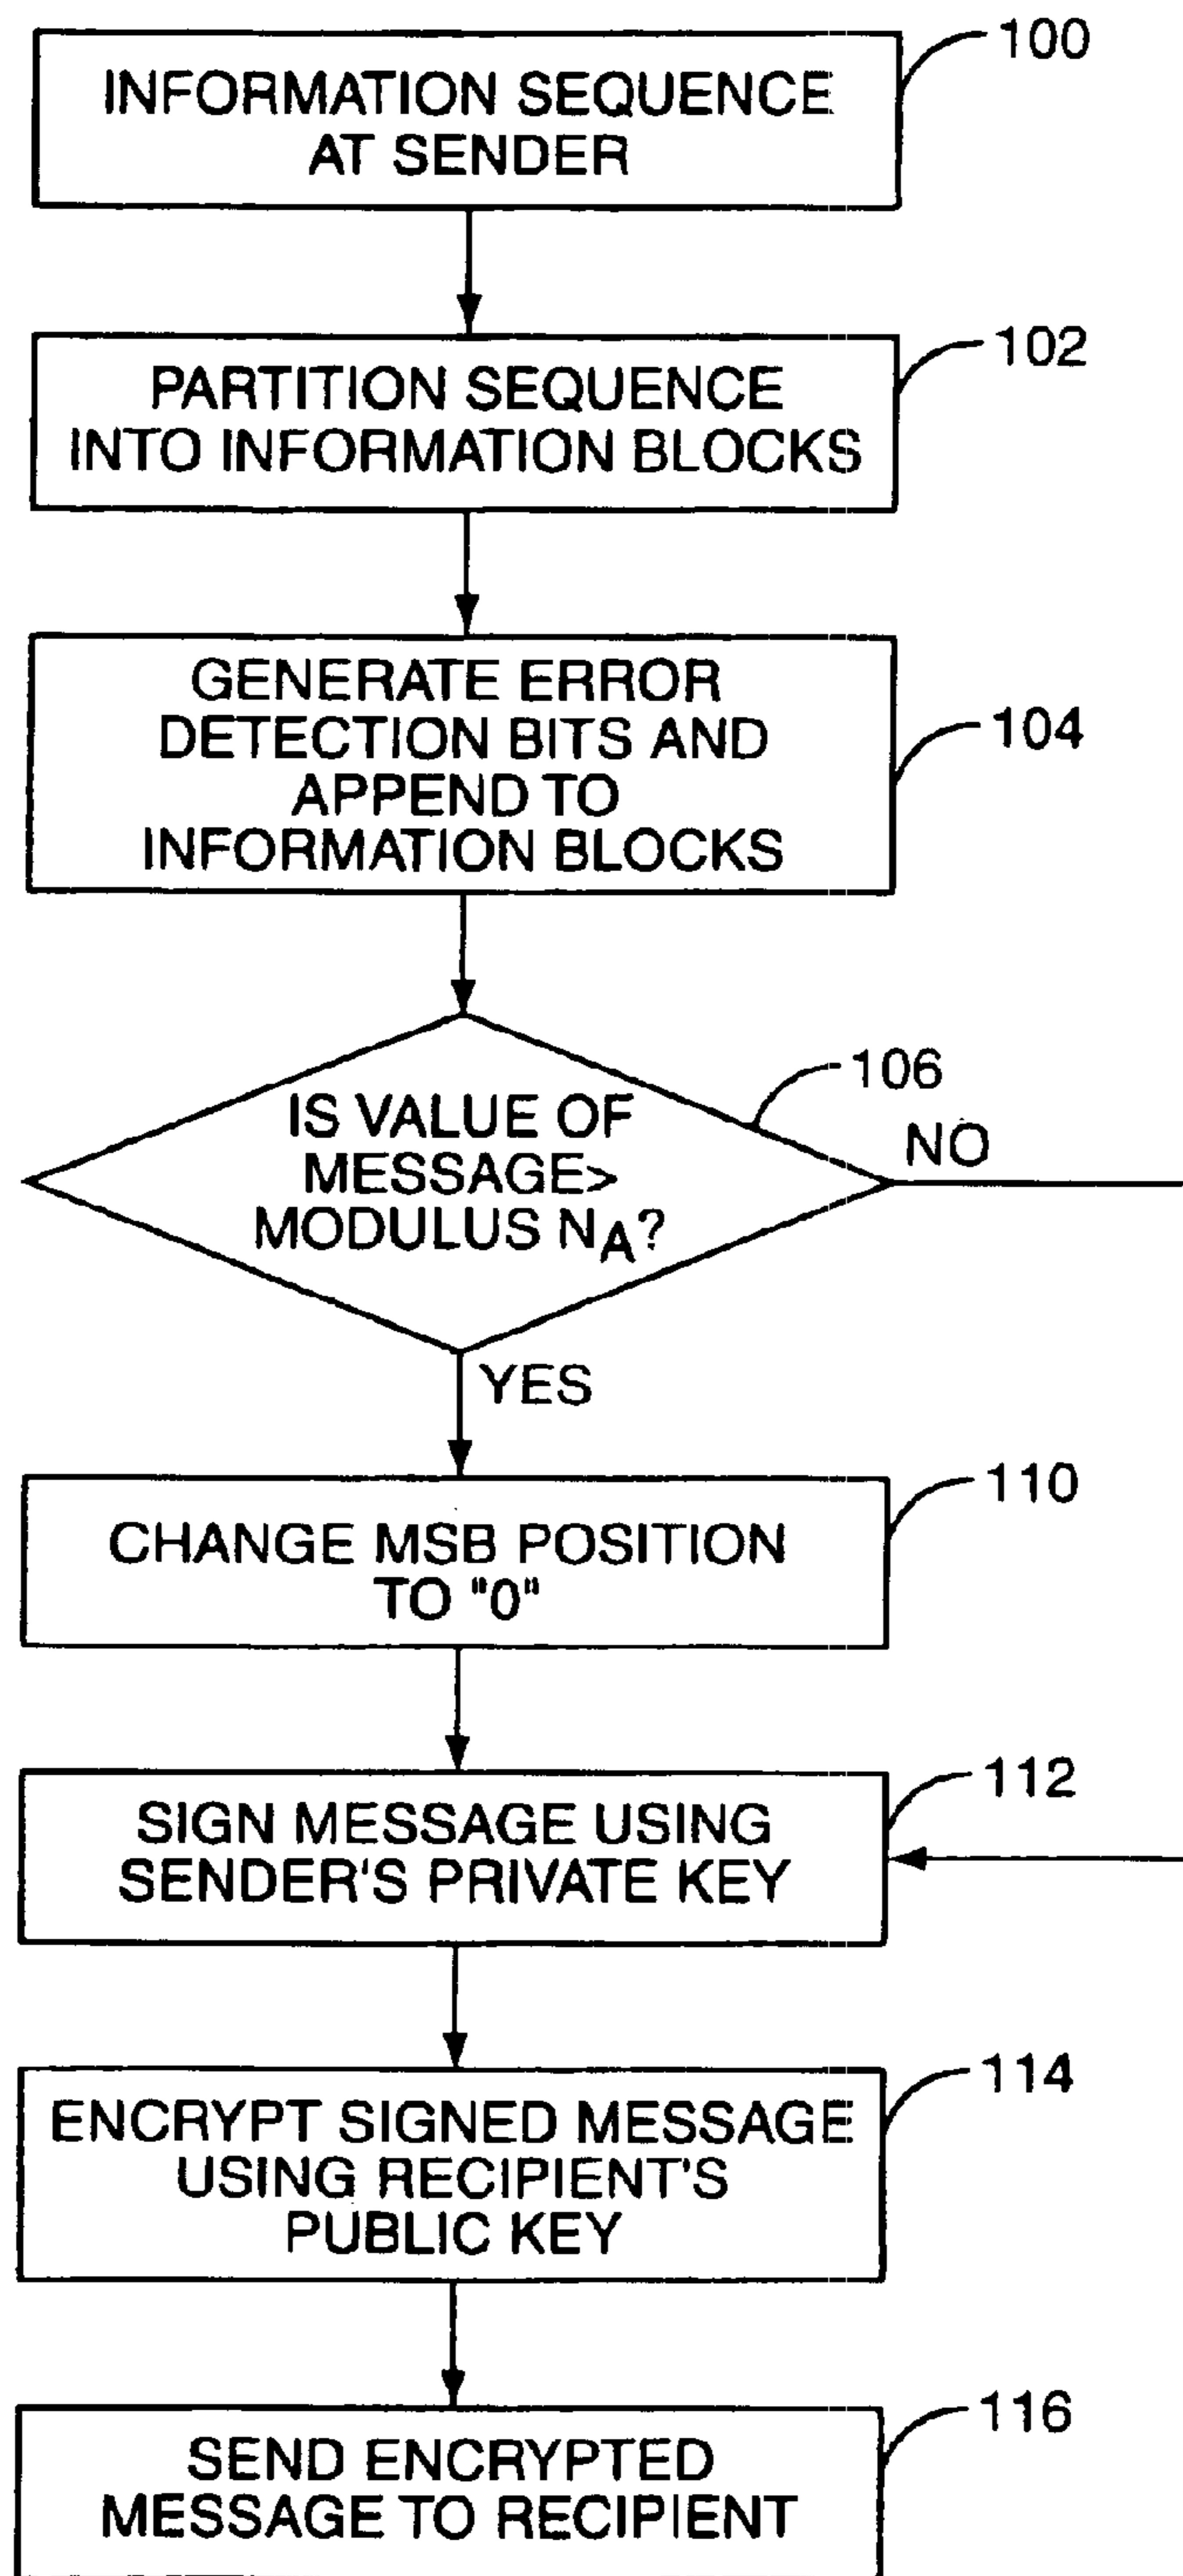 100
INFORMATION SEQUENCE
AT SENDER
102
PARTITION SEQUENCE
INTO INFORMATION BLOCKS
GENERATE ERROR
DETECTION BITS AND
104
APPEND TO
INFORMATION BLOCKS
106
IS VALUE OF
NO
MESSAGE>
MODULUS NA?
YES
110
CHANGE MSB POSITION
TO "0"
112
SIGN MESSAGE USING
SENDER'S PRIVATE KEY
114
ENCRYPT SIGNED MESSAGE
USING RECIPIENT'S
PUBLIC KEY
116
SEND ENCRYPTED
MESSAGE TO RECIPIENT